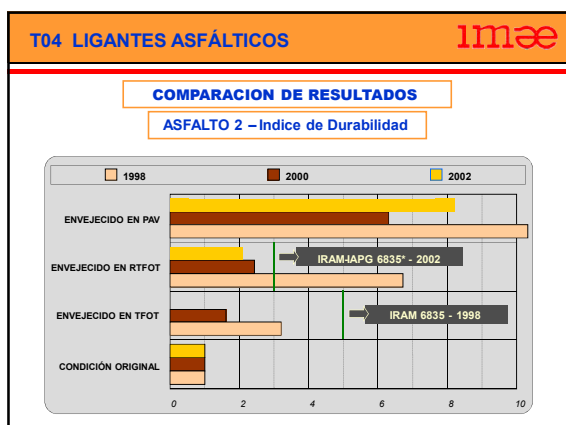 T04 LIGANTES ASFÁLTICOS
imae
COMPARACION DE RESULTADOS
ASFALTO 2 – Indice de Durabilidad
1998 2000 2002
ENVEJECIDO EN PAV
ENVEJECIDO EN RTFOT
IRAM-IAPG 6835* - 2002
ENVEJECIDO EN TFOT
IRAM 6835 - 1998
CONDICIÓN ORIGINAL
0 2 4 6 8 10